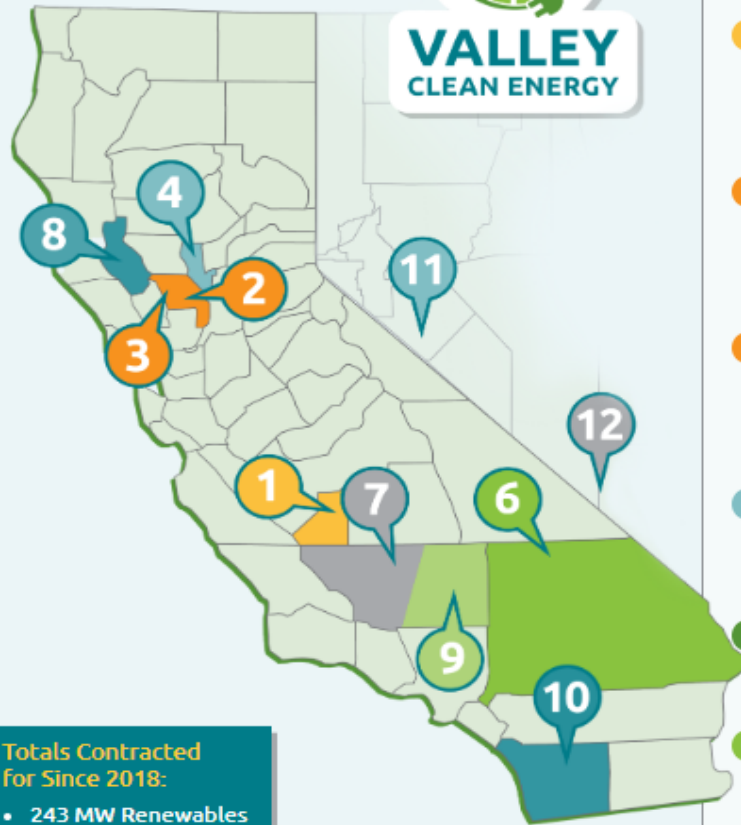 VALLEY
CLEAN ENERGY
4
8
11
2
3
12
1
7
6
9
10
Totals Contracted
for Since 2018:
• 243 MW Renewables